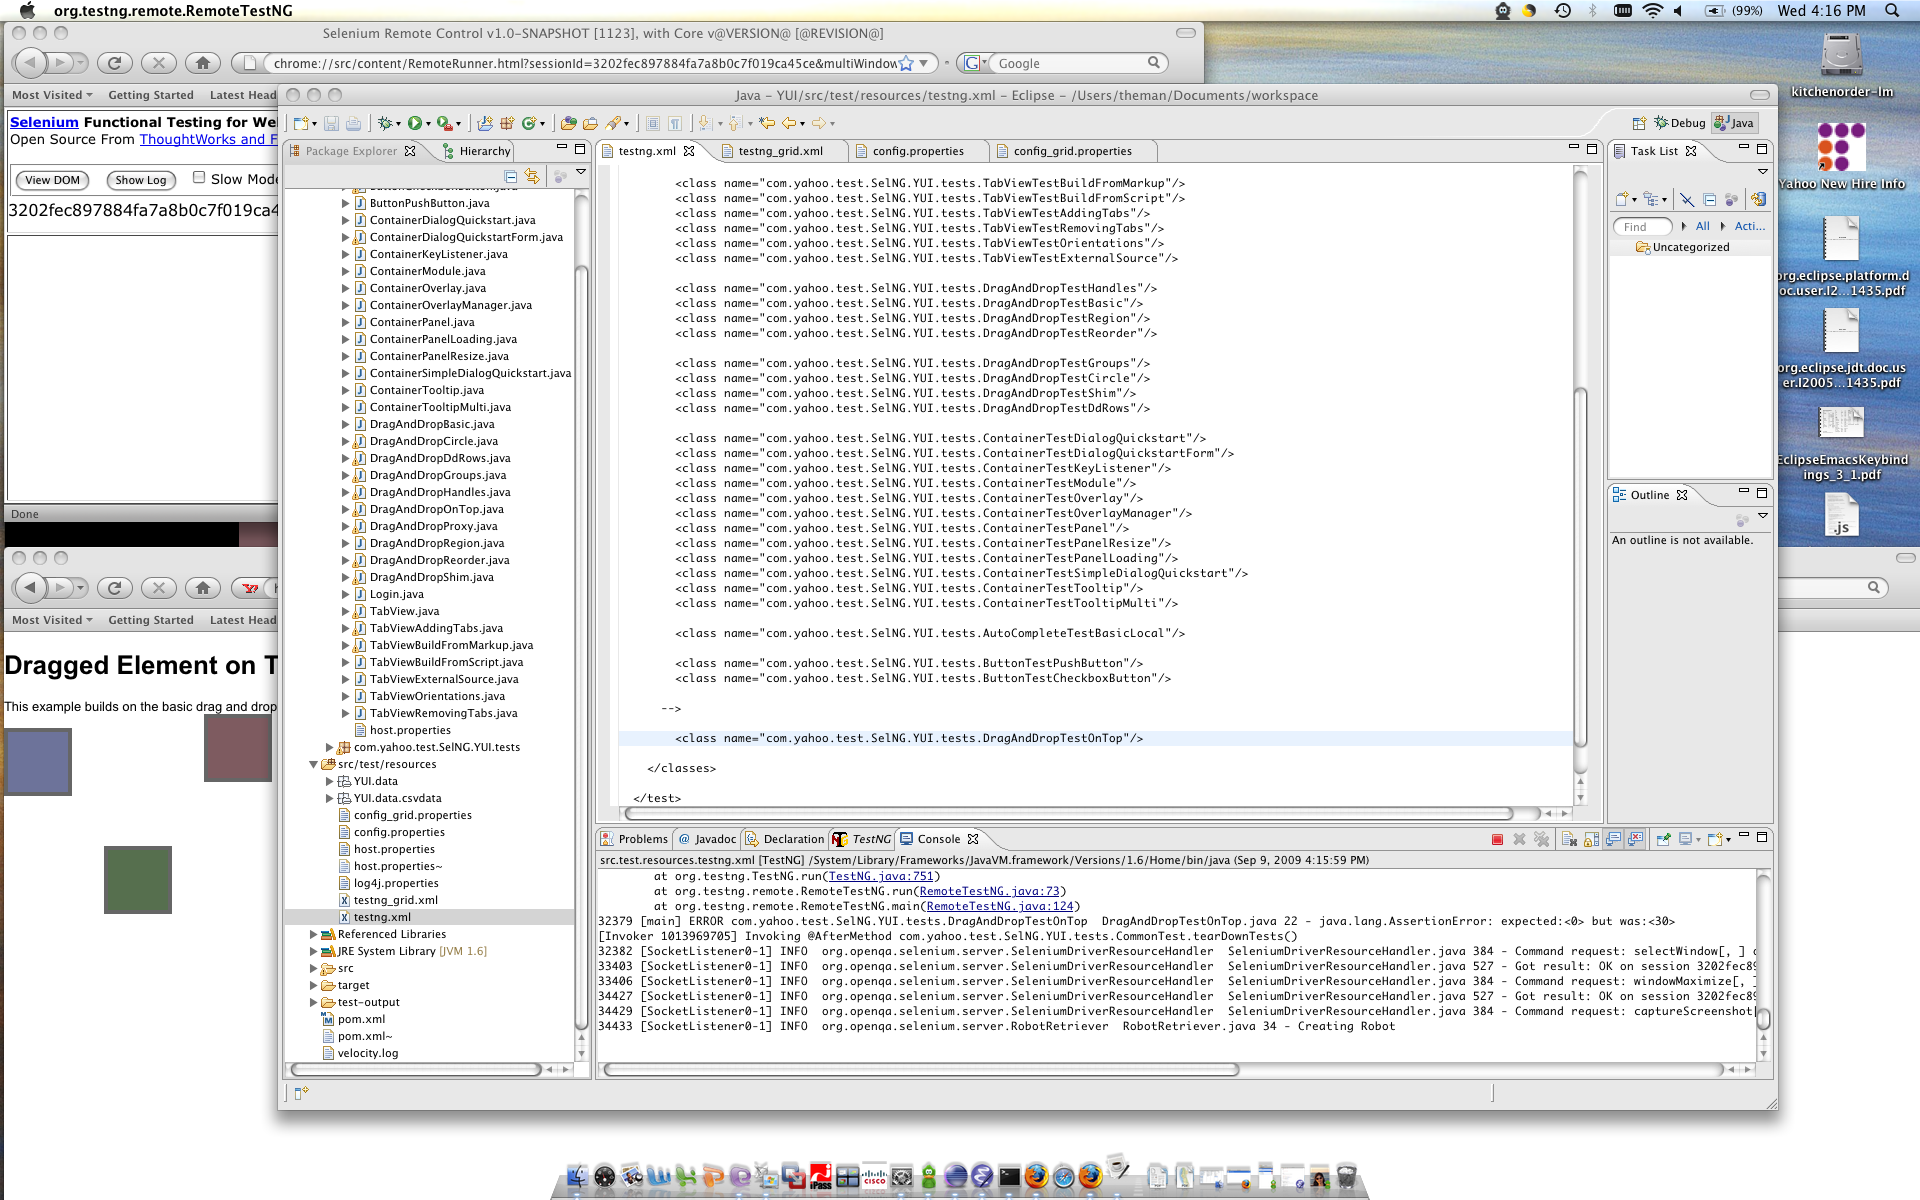 org.testng.remote.RemoteTestNG
(99%) Wed 4:16 PM
Selenium Remote Control v1.0-SNAPSHOT [1123], with Core v@VERSION@ [@REVISION@]
chrome://src/content/RemoteRunner.html?sessionId=3202fec897884fa7a8b0c7f019ca45ce&multiWindow
Google
Most Visited Getting Started Latest Head
Selenium Functional Testing for We
Open Source From ThoughtWorks and F
View DOM Show Log Slow Mode
3202fec897884fa7a8b0c7f019ca4
Done
Most Visited Getting Started Latest Head
Dragged Element on T
This example builds on the basic drag and drop
Java - YUI/src/test/resources/testng.xml - Eclipse - /Users/theman/Documents/workspace
Debug Java
Package Explorer Hierarchy
ButtonCheckboxButton.java
ButtonPushButton.java
ContainerDialogQuickstart.java
ContainerDialogQuickstartForm.java
ContainerKeyListener.java
ContainerModule.java
ContainerOverlay.java
ContainerOverlayManager.java
ContainerPanel.java
ContainerPanelLoading.java
ContainerPanelResize.java
ContainerSimpleDialogQuickstart.java
ContainerTooltip.java
ContainerTooltipMulti.java
DragAndDropBasic.java
DragAndDropCircle.java
DragAndDropDdRows.java
DragAndDropGroups.java
DragAndDropHandles.java
DragAndDropOnTop.java
DragAndDropProxy.java
DragAndDropRegion.java
DragAndDropReorder.java
DragAndDropShim.java
Login.java
TabView.java
TabViewAddingTabs.java
TabViewBuildFromMarkup.java
TabViewBuildFromScript.java
TabViewExternalSource.java
TabViewOrientations.java
TabViewRemovingTabs.java
host.properties
com.yahoo.test.SelNG.YUI.tests
src/test/resources
YUI.data
YUI.data.csvdata
config_grid.properties
config.properties
host.properties
host.properties~
log4j.properties
testng_grid.xml
testng.xml
Referenced Libraries
JRE System Library [JVM 1.6]
src
target
test-output
pom.xml
pom.xml~
velocity.log
testng.xml testng_grid.xml config.properties config_grid.properties
<class name="com.yahoo.test.SelNG.YUI.tests.TabViewTestBuildFromMarkup"/>
<class name="com.yahoo.test.SelNG.YUI.tests.TabViewTestBuildFromScript"/>
<class name="com.yahoo.test.SelNG.YUI.tests.TabViewTestAddingTabs"/>
<class name="com.yahoo.test.SelNG.YUI.tests.TabViewTestRemovingTabs"/>
<class name="com.yahoo.test.SelNG.YUI.tests.TabViewTestOrientations"/>
<class name="com.yahoo.test.SelNG.YUI.tests.TabViewTestExternalSource"/>
<class name="com.yahoo.test.SelNG.YUI.tests.DragAndDropTestHandles"/>
<class name="com.yahoo.test.SelNG.YUI.tests.DragAndDropTestBasic"/>
<class name="com.yahoo.test.SelNG.YUI.tests.DragAndDropTestRegion"/>
<class name="com.yahoo.test.SelNG.YUI.tests.DragAndDropTestReorder"/>
<class name="com.yahoo.test.SelNG.YUI.tests.DragAndDropTestGroups"/>
<class name="com.yahoo.test.SelNG.YUI.tests.DragAndDropTestCircle"/>
<class name="com.yahoo.test.SelNG.YUI.tests.DragAndDropTestShim"/>
<class name="com.yahoo.test.SelNG.YUI.tests.DragAndDropTestDdRows"/>
<class name="com.yahoo.test.SelNG.YUI.tests.ContainerTestDialogQuickstart"/>
<class name="com.yahoo.test.SelNG.YUI.tests.ContainerTestDialogQuickstartForm"/>
<class name="com.yahoo.test.SelNG.YUI.tests.ContainerTestKeyListener"/>
<class name="com.yahoo.test.SelNG.YUI.tests.ContainerTestModule"/>
<class name="com.yahoo.test.SelNG.YUI.tests.ContainerTestOverlay"/>
<class name="com.yahoo.test.SelNG.YUI.tests.ContainerTestOverlayManager"/>
<class name="com.yahoo.test.SelNG.YUI.tests.ContainerTestPanel"/>
<class name="com.yahoo.test.SelNG.YUI.tests.ContainerTestPanelResize"/>
<class name="com.yahoo.test.SelNG.YUI.tests.ContainerTestPanelLoading"/>
<class name="com.yahoo.test.SelNG.YUI.tests.ContainerTestSimpleDialogQuickstart"/>
<class name="com.yahoo.test.SelNG.YUI.tests.ContainerTestTooltip"/>
<class name="com.yahoo.test.SelNG.YUI.tests.ContainerTestTooltipMulti"/>
<class name="com.yahoo.test.SelNG.YUI.tests.AutoCompleteTestBasicLocal"/>
<class name="com.yahoo.test.SelNG.YUI.tests.ButtonTestPushButton"/>
<class name="com.yahoo.test.SelNG.YUI.tests.ButtonTestCheckboxButton"/>
-->
<class name="com.yahoo.test.SelNG.YUI.tests.DragAndDropTestOnTop"/>
</classes>
</test>
Problems Javadoc Declaration TestNG Console
src.test.resources.testng.xml [TestNG] /System/Library/Frameworks/JavaVM.framework/Versions/1.6/Home/bin/java (Sep 9, 2009 4:15:59 PM)
at org.testng.TestNG.run(TestNG.java:751)
at org.testng.remote.RemoteTestNG.run(RemoteTestNG.java:73)
at org.testng.remote.RemoteTestNG.main(RemoteTestNG.java:124)
32379 [main] ERROR com.yahoo.test.SelNG.YUI.tests.DragAndDropTestOnTop DragAndDropTestOnTop.java 22 - java.lang.AssertionError: expected:<0> but was:<30>
[Invoker 1013969705] Invoking @AfterMethod com.yahoo.test.SelNG.YUI.tests.CommonTest.tearDownTests()
32382 [SocketListener0-1] INFO org.openqa.selenium.server.SeleniumDriverResourceHandler SeleniumDriverResourceHandler.java 384 - Command request: selectWindow[, ]
33403 [SocketListener0-1] INFO org.openqa.selenium.server.SeleniumDriverResourceHandler SeleniumDriverResourceHandler.java 527 - Got result: OK on session 3202fec89
33406 [SocketListener0-1] INFO org.openqa.selenium.server.SeleniumDriverResourceHandler SeleniumDriverResourceHandler.java 384 - Command request: windowMaximize[, ]
34427 [SocketListener0-1] INFO org.openqa.selenium.server.SeleniumDriverResourceHandler SeleniumDriverResourceHandler.java 527 - Got result: OK on session 3202fec89
34429 [SocketListener0-1] INFO org.openqa.selenium.server.SeleniumDriverResourceHandler SeleniumDriverResourceHandler.java 384 - Command request: captureScreenshot[
34433 [SocketListener0-1] INFO org.openqa.selenium.server.RobotRetriever RobotRetriever.java 34 - Creating Robot
Task List
Find All Acti...
Uncategorized
Outline
An outline is not available.
kitchenorder-lm
Yahoo New Hire Info
org.eclipse.platform.d
oc.user.I2...1435.pdf
org.eclipse.jdt.doc.us
er.I2005...1435.pdf
EclipseEmacsKeybind
ings_3_1.pdf
.js
iPass
CISCO